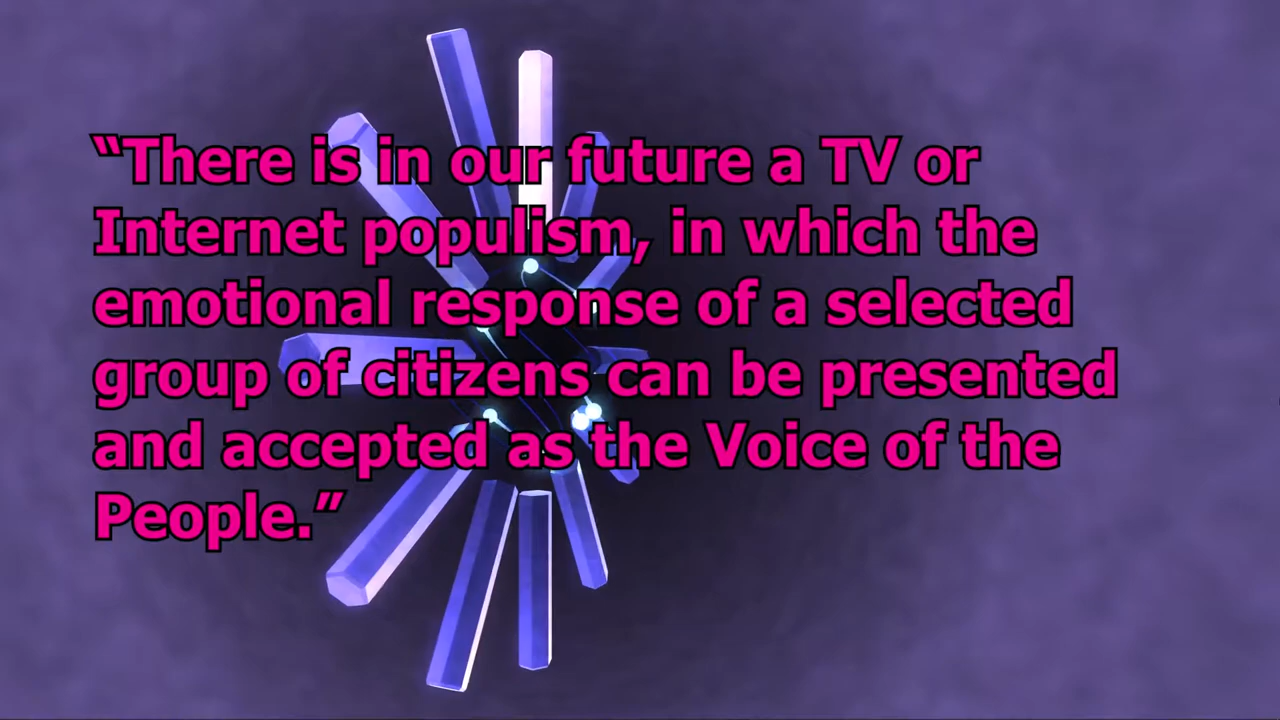 “There is in our future a TV or
Internet populism, in which the
emotional response of a selected
group of citizens can be presented
and accepted as the Voice of the
People.”